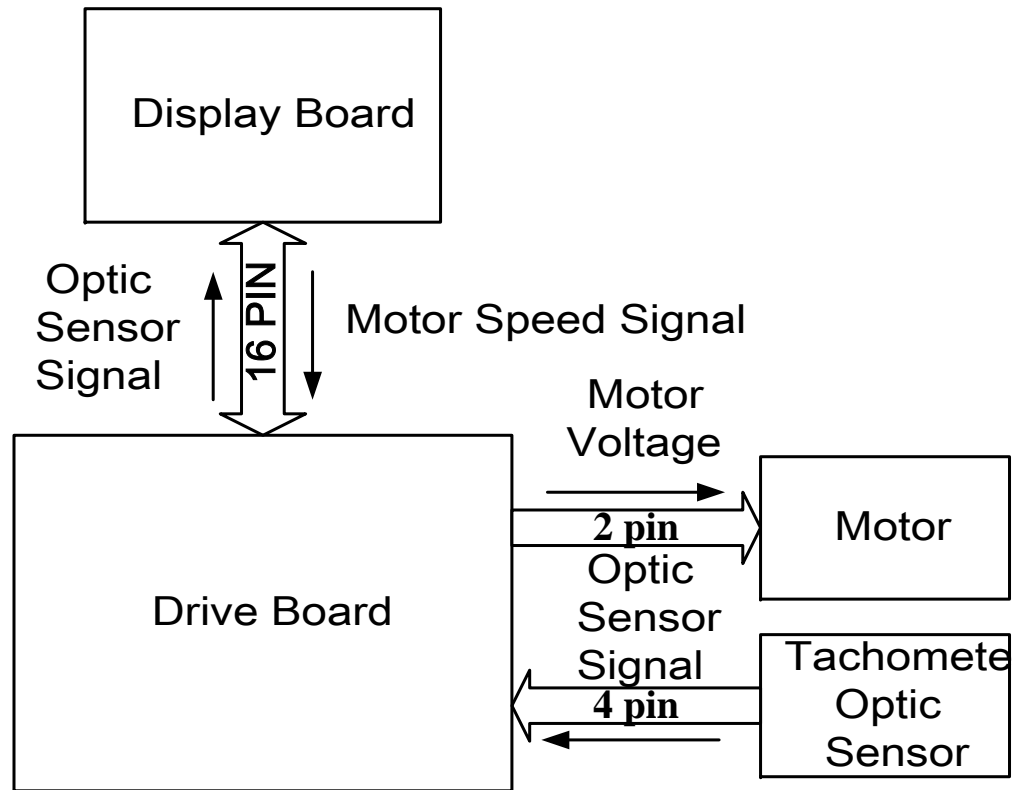 Display Board
Optic
Sensor
Signal
16 PIN
Motor Speed Signal
Motor
Voltage
2 pin
Motor
Drive Board
Optic
Sensor
Signal
4 pin
Tachomete
Optic
Sensor